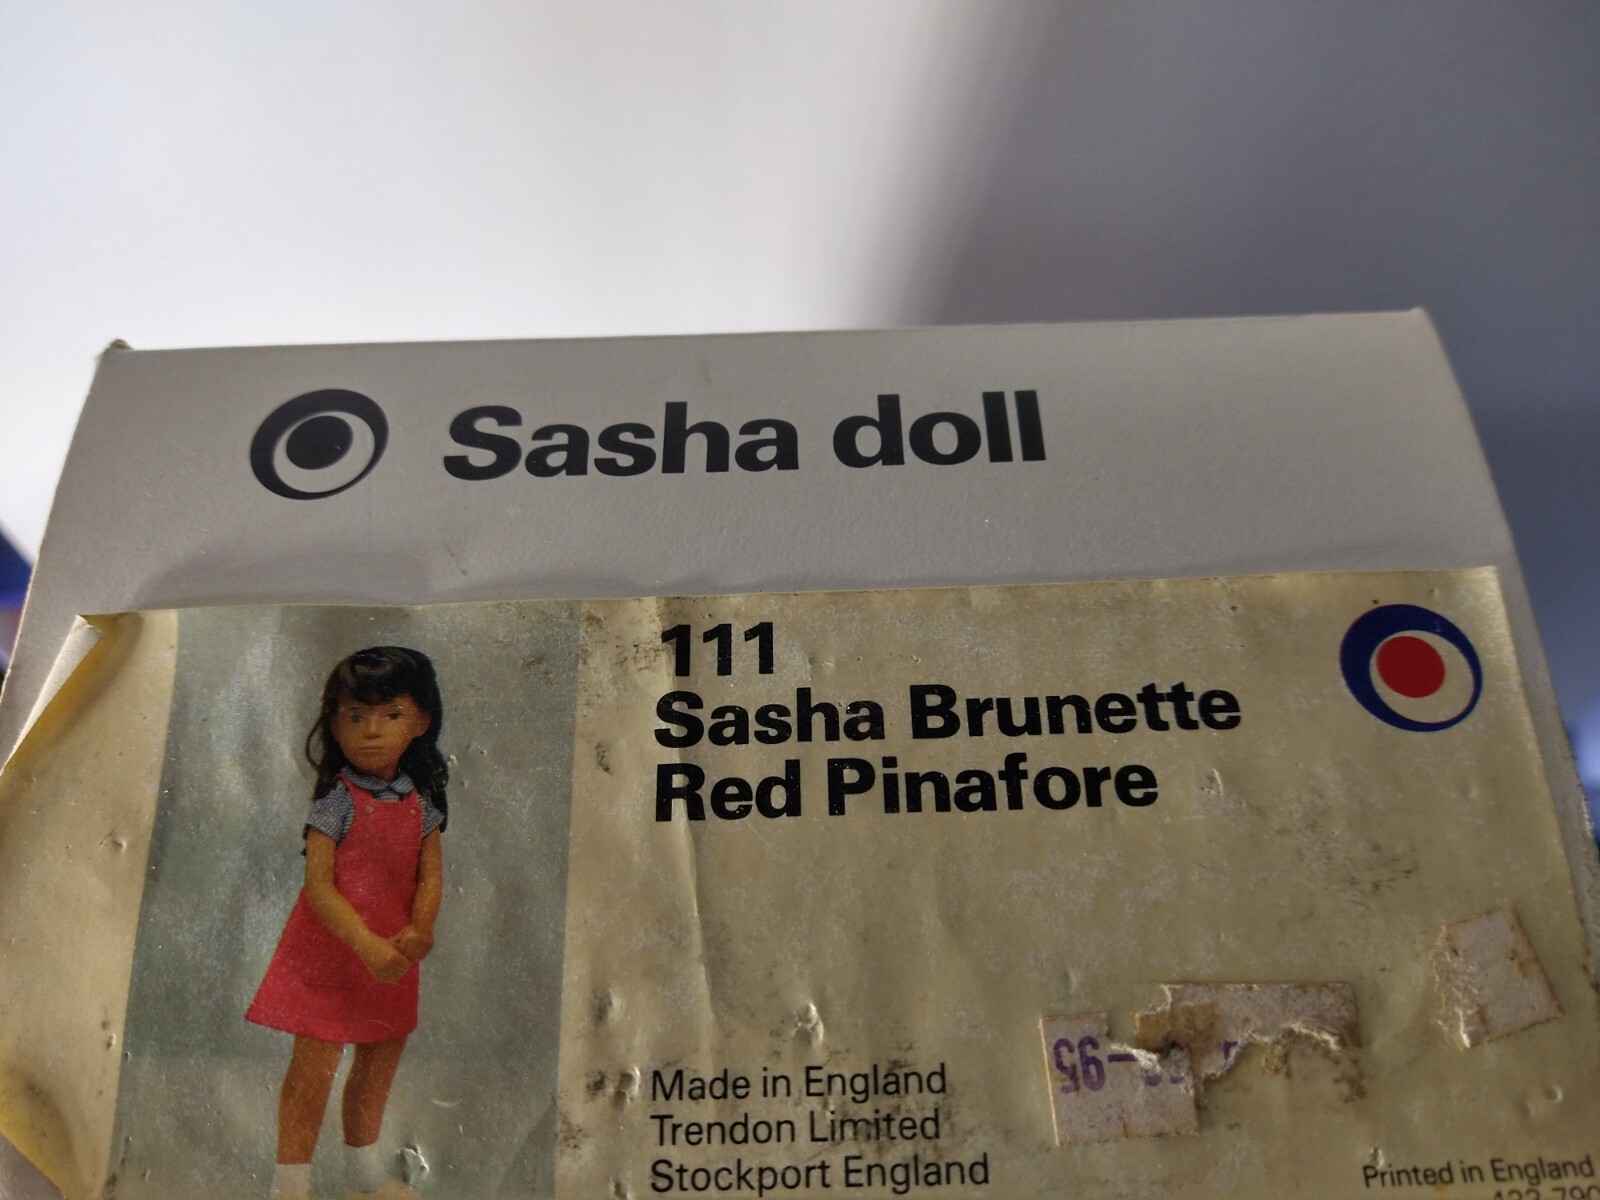 Sasha doll
111
Sasha Brunette
Red Pinafore
Made in England
Trendon Limited
Stockport England
Printed in England